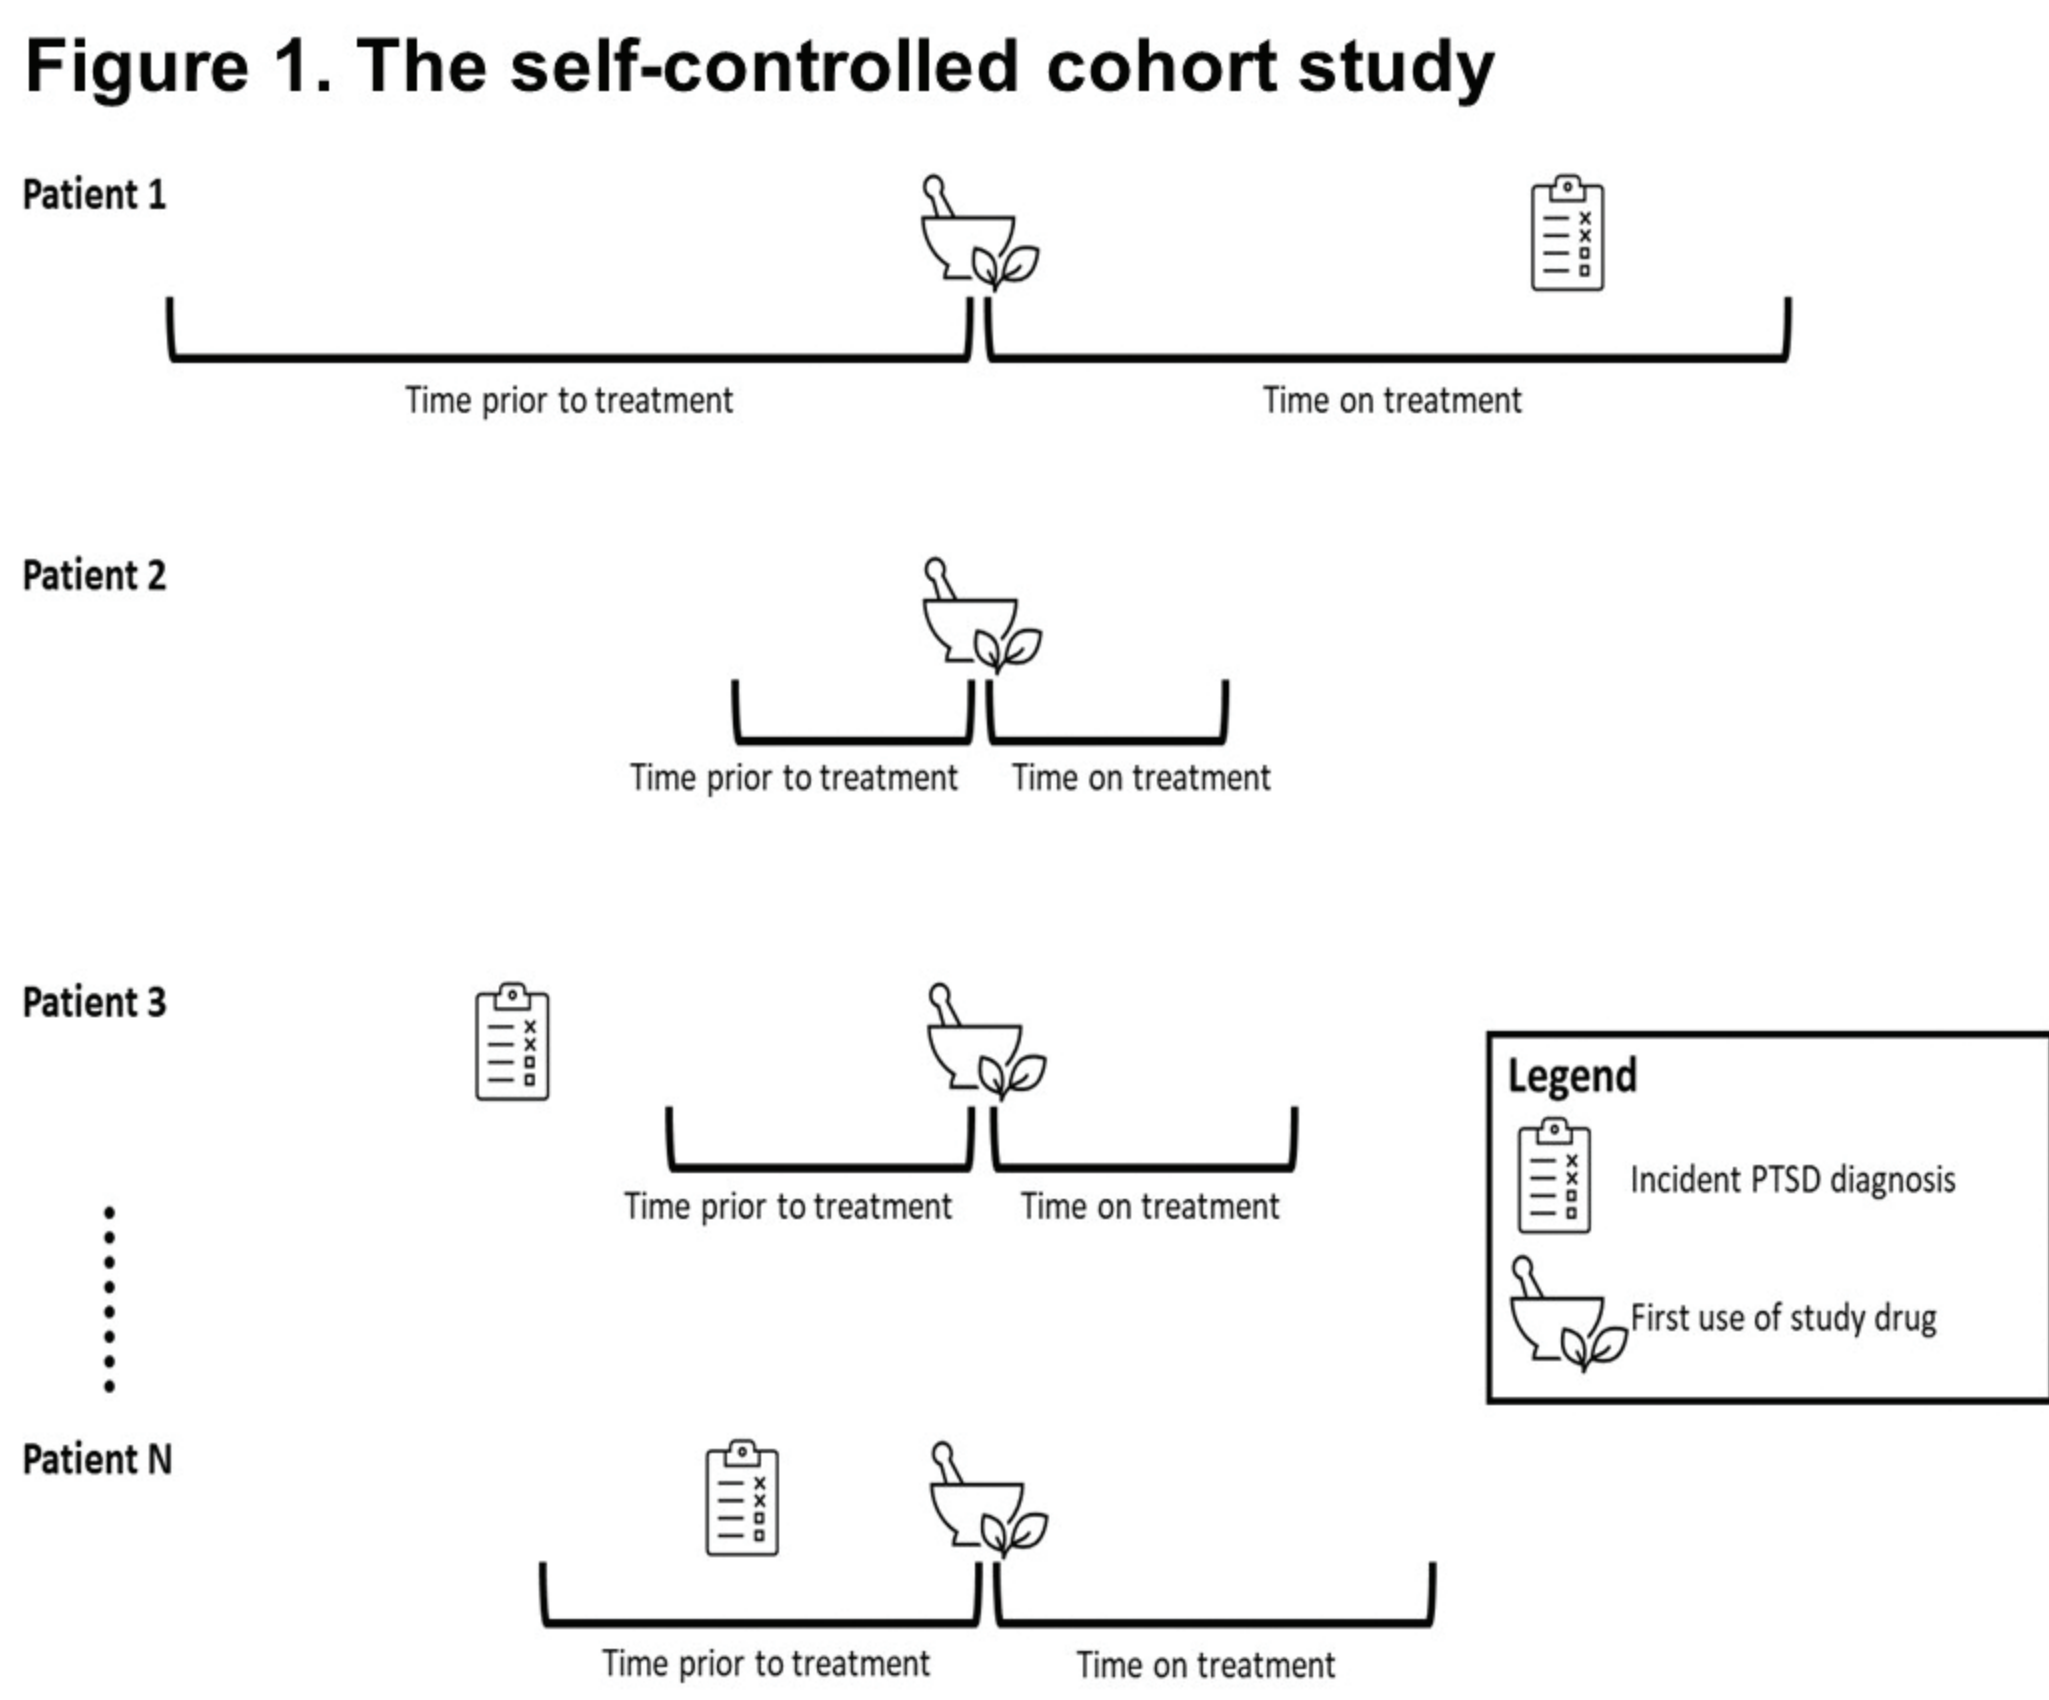 Figure 1. The self-controlled cohort study
Patient 1
Time prior to treatment
Time on treatment
Patient 2
Time prior to treatment
Time on treatment
Patient 3
Time prior to treatment
Time on treatment
Legend
Incident PTSD diagnosis
First use of study drug
Patient N
Time prior to treatment
Time on treatment